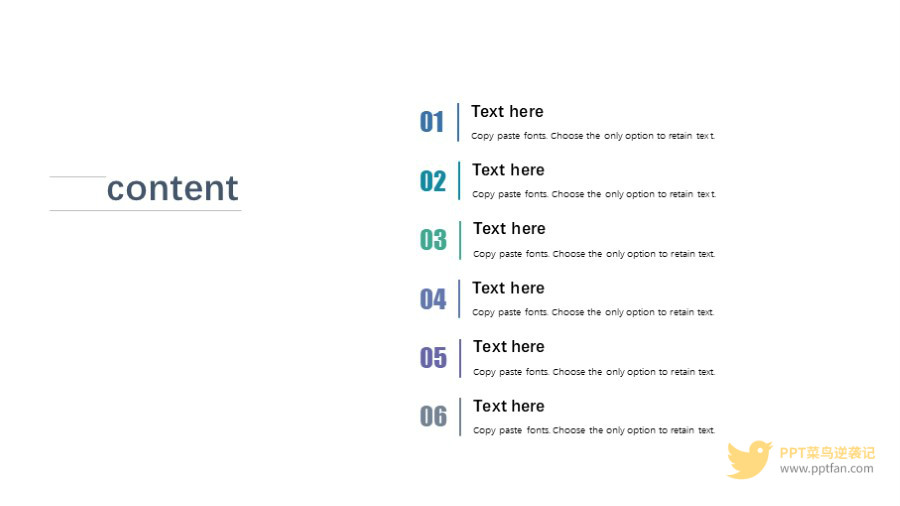 content
01
Text here
Copy paste fonts. Choose the only option to retain text.
02
Text here
Copy paste fonts. Choose the only option to retain text.
03
Text here
Copy paste fonts. Choose the only option to retain text.
04
Text here
Copy paste fonts. Choose the only option to retain text.
05
Text here
Copy paste fonts. Choose the only option to retain text.
06
Text here
Copy paste fonts. Choose the only option to retain text.
PPT菜鸟逆袭记
www.pptfan.com